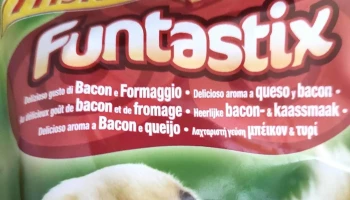 Funtastix
Delizioso gusto di Bacon e Formaggio • Delicioso aroma a queso y bacon •
Au délicieux goût de bacon et de fromage • Heerlijke bacon- & kaassmaak •
Delicioso aroma a Bacon e queijo • Λαχταριστή γεύση μπέικον & τυρί